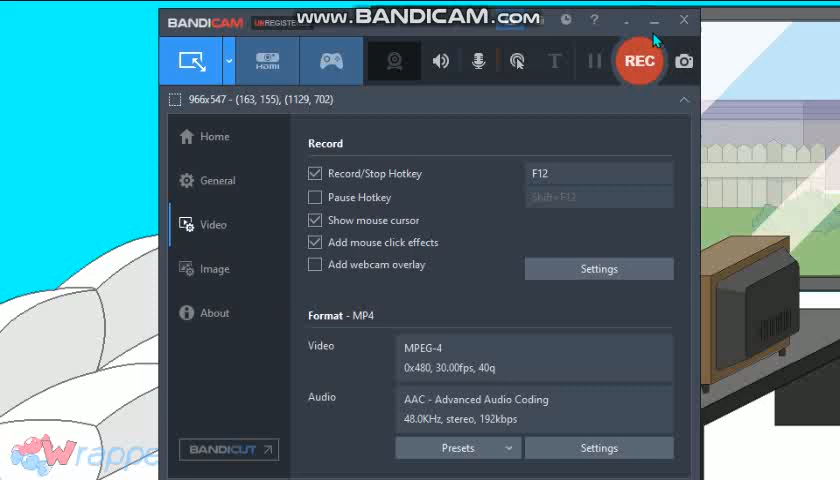 BANDICAM UNREGISTERED
www.BANDICAM.com
HDMI
REC
966x547 - (163, 155), (1129, 702)
Home
General
Video
Image
About
BANDICUT
Record
Record/Stop Hotkey F12
Pause Hotkey Shift+F12
Show mouse cursor
Add mouse click effects
Add webcam overlay Settings
Format - MP4
Video MPEG-4
0x480, 30.00fps, 40q
Audio AAC - Advanced Audio Coding
48.0KHz, stereo, 192kbps
Presets Settings